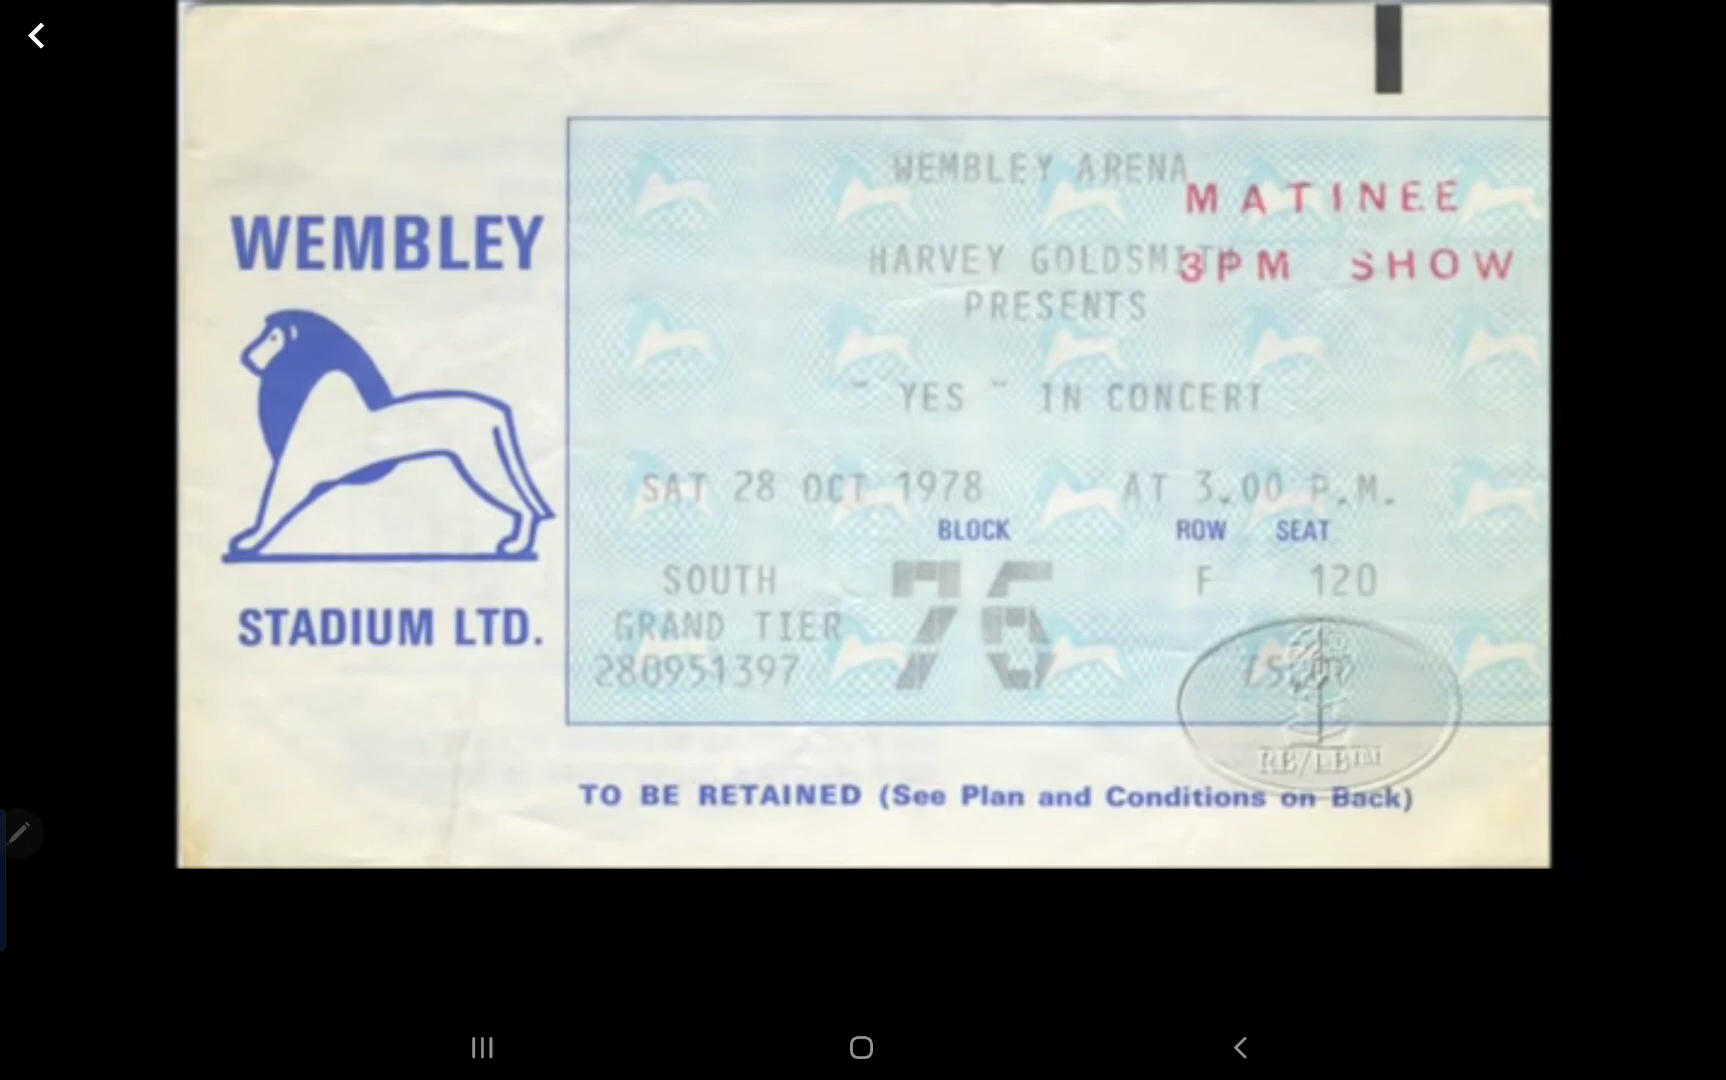 WEMBLEY
STADIUM LTD.
WEMBLEY ARENA
MATINEE
HARVEY GOLDSMITH
3PM SHOW
PRESENTS
" YES " IN CONCERT
SAT 28 OCT 1978 AT 3.00 P.M.
BLOCK ROW SEAT
SOUTH
GRAND TIER
76 F 120
280951397
TO BE RETAINED (See Plan and Conditions on Back)